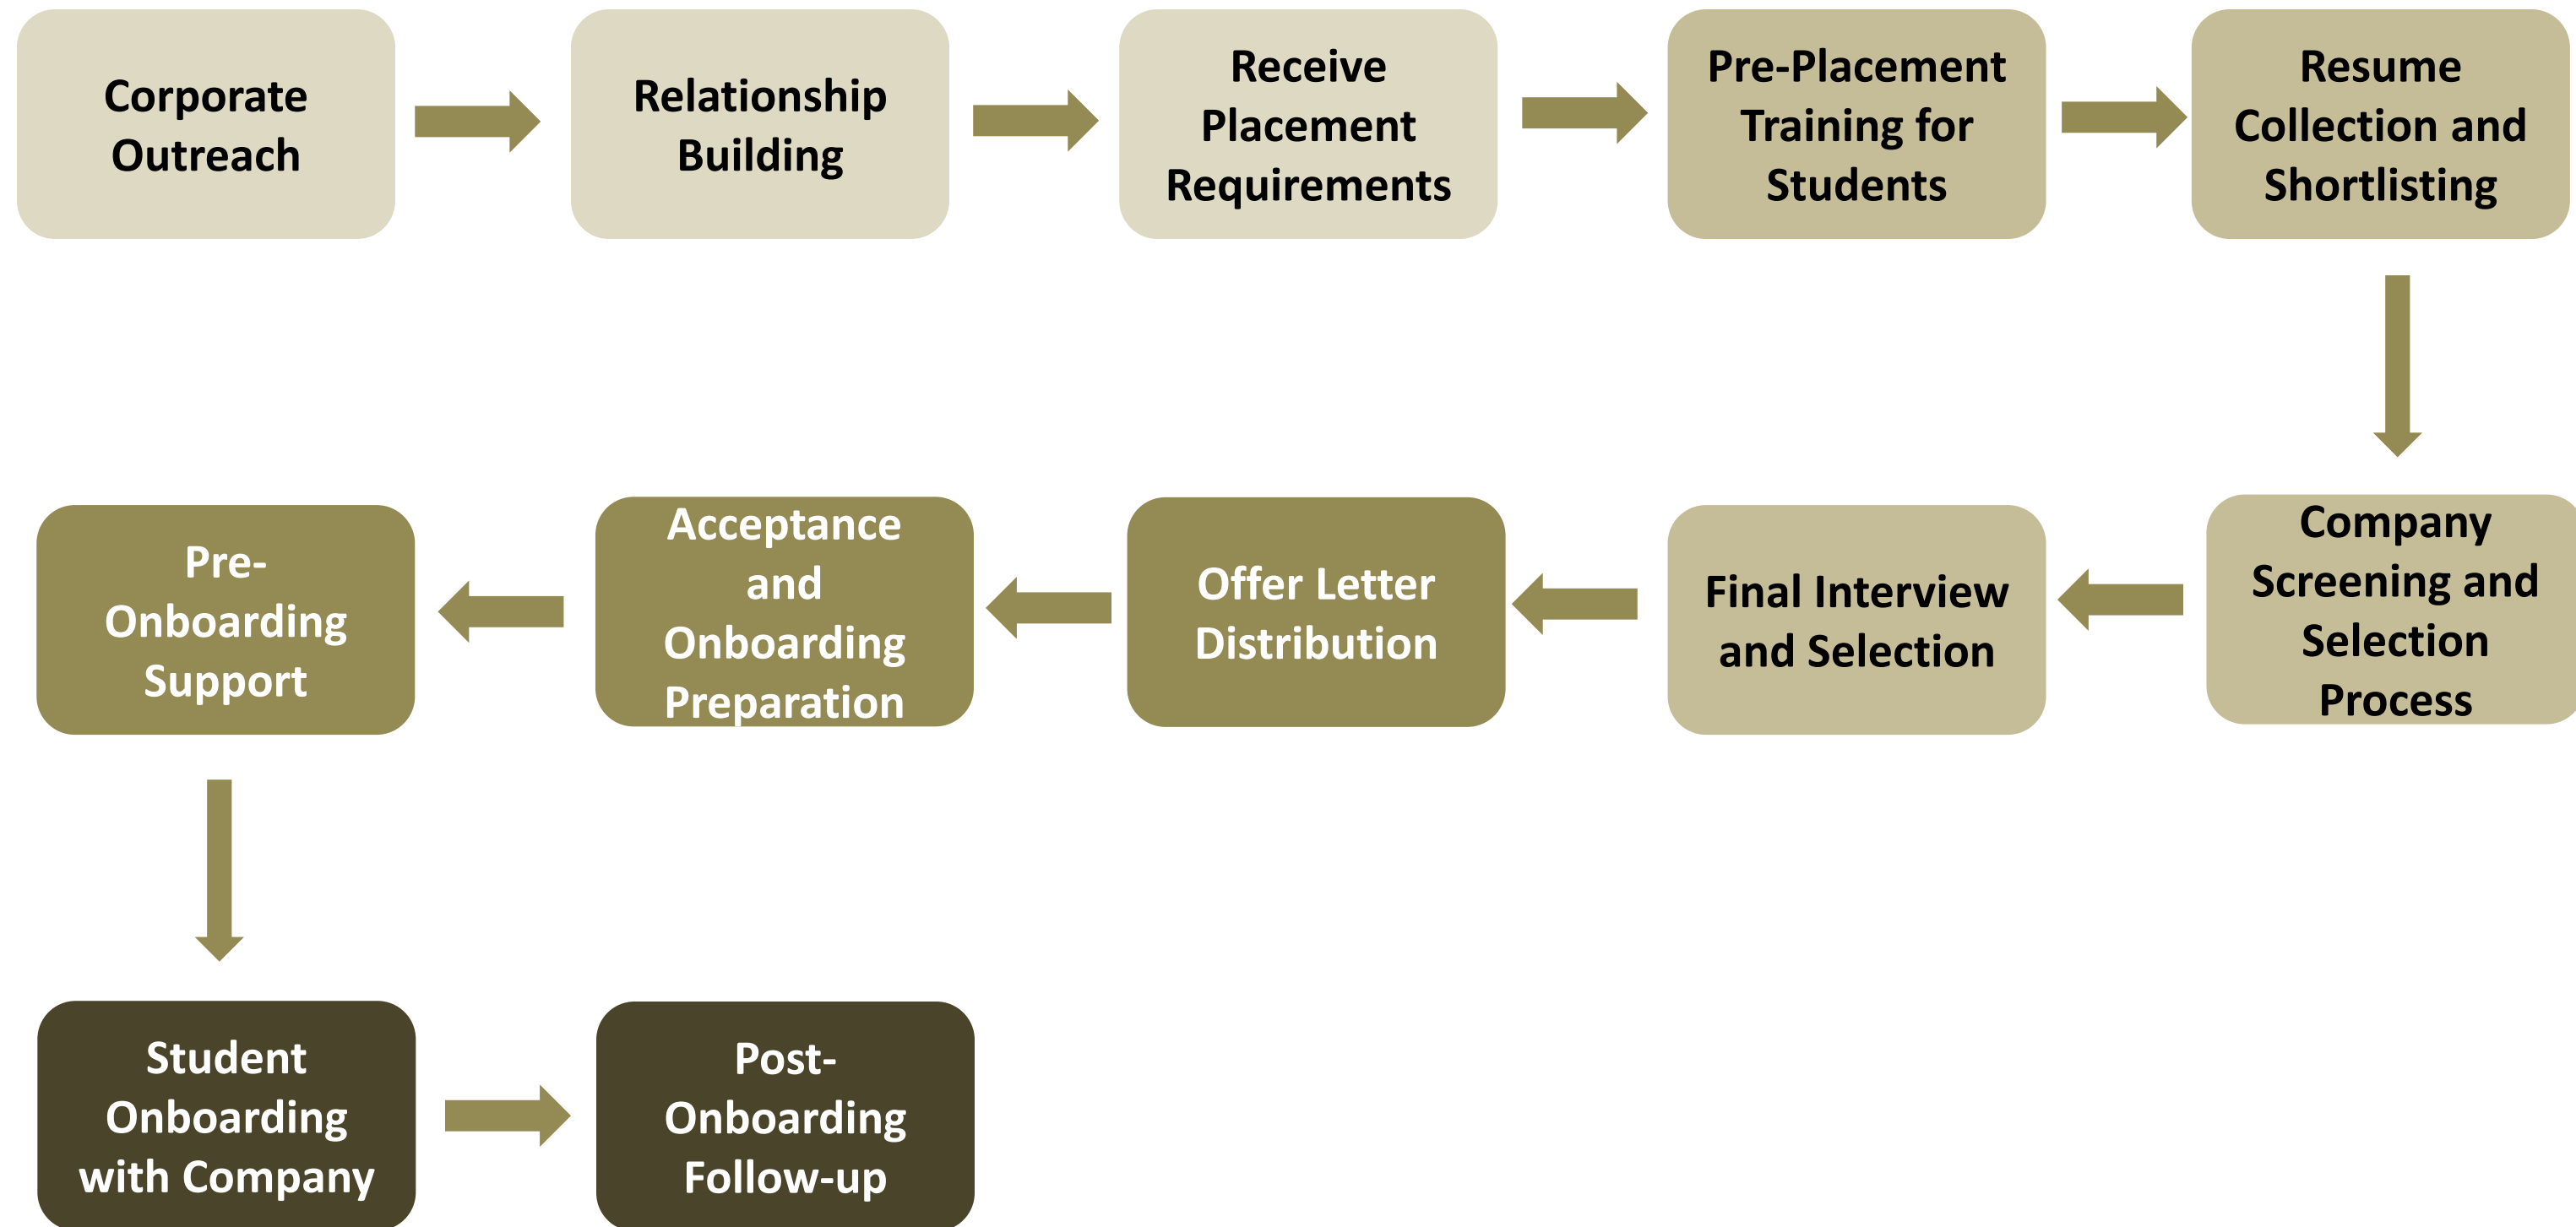 Corporate
Outreach
Relationship
Building
Receive
Placement
Requirements
Pre-Placement
Training for
Students
Resume
Collection and
Shortlisting
Company
Screening and
Selection
Process
Final Interview
and Selection
Offer Letter
Distribution
Acceptance
and
Onboarding
Preparation
Pre-
Onboarding
Support
Student
Onboarding
with Company
Post-
Onboarding
Follow-up